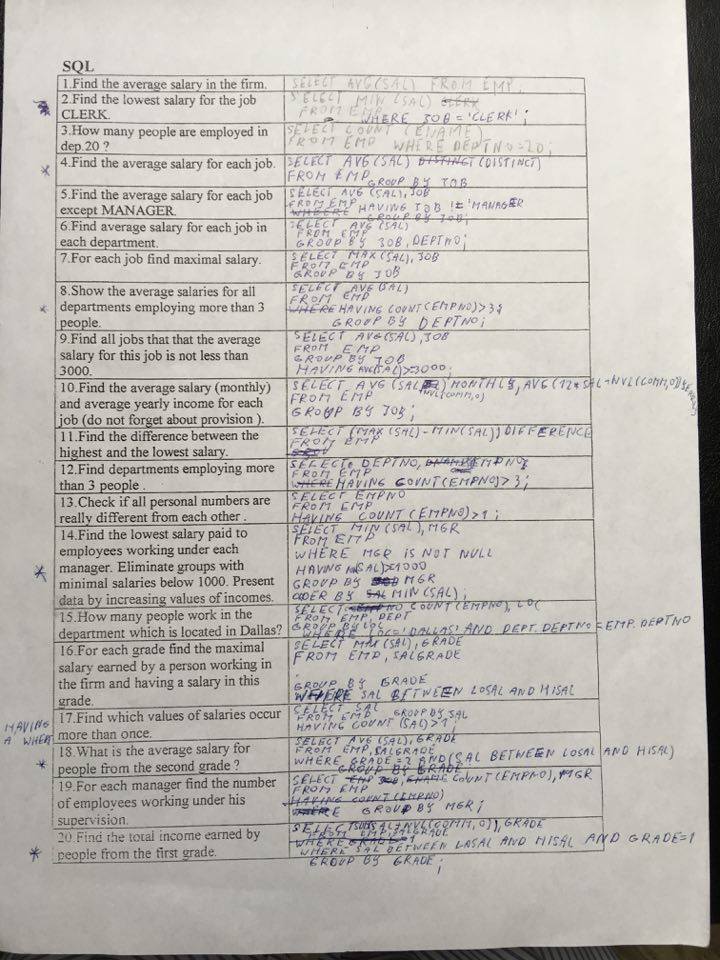 SQL
1.Find the average salary in the firm.
SELECT AVG(SAL) FROM EMP;
2.Find the lowest salary for the job
CLERK.
SELECT MIN (SAL)
FROM EMP WHERE JOB = 'CLERK';
3.How many people are employed in
dep.20 ?
SELECT COUNT (ENAME)
FROM EMP WHERE DEPTNO=20;
4.Find the average salary for each job.
SELECT AVG(SAL) DISTINCT (DISTINCT)
FROM EMP
GROUP BY JOB
5.Find the average salary for each job
except MANAGER.
SELECT AVG (SAL),JOB
FROM EMP
WHERE HAVING JOB != 'MANAGER
GROUP BY JOB;
6.Find average salary for each job in
each department.
SELECT AVG(SAL)
FROM EMP
GROUP BY JOB, DEPTNO;
7.For each job find maximal salary.
SELECT MAX(SAL), JOB
FROM EMP
GROUP BY JOB
8.Show the average salaries for all
departments employing more than 3
people.
SELECT AVG(SAL)
FROM EMP
WHERE HAVING COUNT(EMPNO)>3
GROUP BY DEPTNO;
9.Find all jobs that that the average
salary for this job is not less than
3000.
SELECT AVG(SAL), JOB
FROM EMP
GROUP BY JOB
HAVING AVG(SAL)>3000;
10.Find the average salary (monthly)
and average yearly income for each
job (do not forget about provision ).
SELECT AVG (SAL) MONTHLY, AVG(12*SAL+NVL(COMM,0))
+NVL(COMM,0)
FROM EMP
GROUP BY JOB;
11.Find the difference between the
highest and the lowest salary.
SELECT (MAX(SAL)-MIN(SAL)) DIFFERENCE
FROM EMP
12.Find departments employing more
than 3 people .
SELECT DEPTNO, EMPNO
FROM EMP
WHERE HAVING COUNT(EMPNO)>3;
13.Check if all personal numbers are
really different from each other .
SELECT EMPNO
FROM EMP
HAVING COUNT (EMPNO)>1;
14.Find the lowest salary paid to
employees working under each
manager. Eliminate groups with
minimal salaries below 1000. Present
data by increasing values of incomes.
SELECT MIN(SAL), MGR
FROM EMP
WHERE MGR IS NOT NULL
HAVING MIN(SAL)>1000
GROUP BY MGR
ORDER BY MIN(SAL);
15.How many people work in the
department which is located in Dallas?
SELECT COUNT(EMPNO), LOC
FROM EMP, DEPT
GROUP BY LOC
WHERE LOC='DALLAS' AND DEPT.DEPTNO=EMP.DEPTNO
16.For each grade find the maximal
salary earned by a person working in
the firm and having a salary in this
grade.
SELECT MAX(SAL), GRADE
FROM EMP, SALGRADE
GROUP BY GRADE
WHERE SAL BETWEEN LOSAL AND HISAL
HAVING
A WHERE
17.Find which values of salaries occur
more than once.
SELECT SAL
FROM EMP GROUP BY SAL
HAVING COUNT (SAL)>1;
18.What is the average salary for
people from the second grade ?
SELECT AVG (SAL), GRADE
FROM EMP, SALGRADE
WHERE GRADE=2 AND (SAL BETWEEN LOSAL AND HISAL)
GROUP BY GRADE
19.For each manager find the number
of employees working under his
supervision.
SELECT COUNT(EMPNO), MGR
FROM EMP
HAVING COUNT (EMPNO)
WHERE GROUP BY MGR;
20.Find the total income earned by
people from the first grade.
SELECT SUM(SAL+NVL(COMM,0)), GRADE
FROM EMP, SALGRADE
WHERE GRADE=1
WHERE SAL BETWEEN LOSAL AND HISAL AND GRADE=1
GROUP BY GRADE;